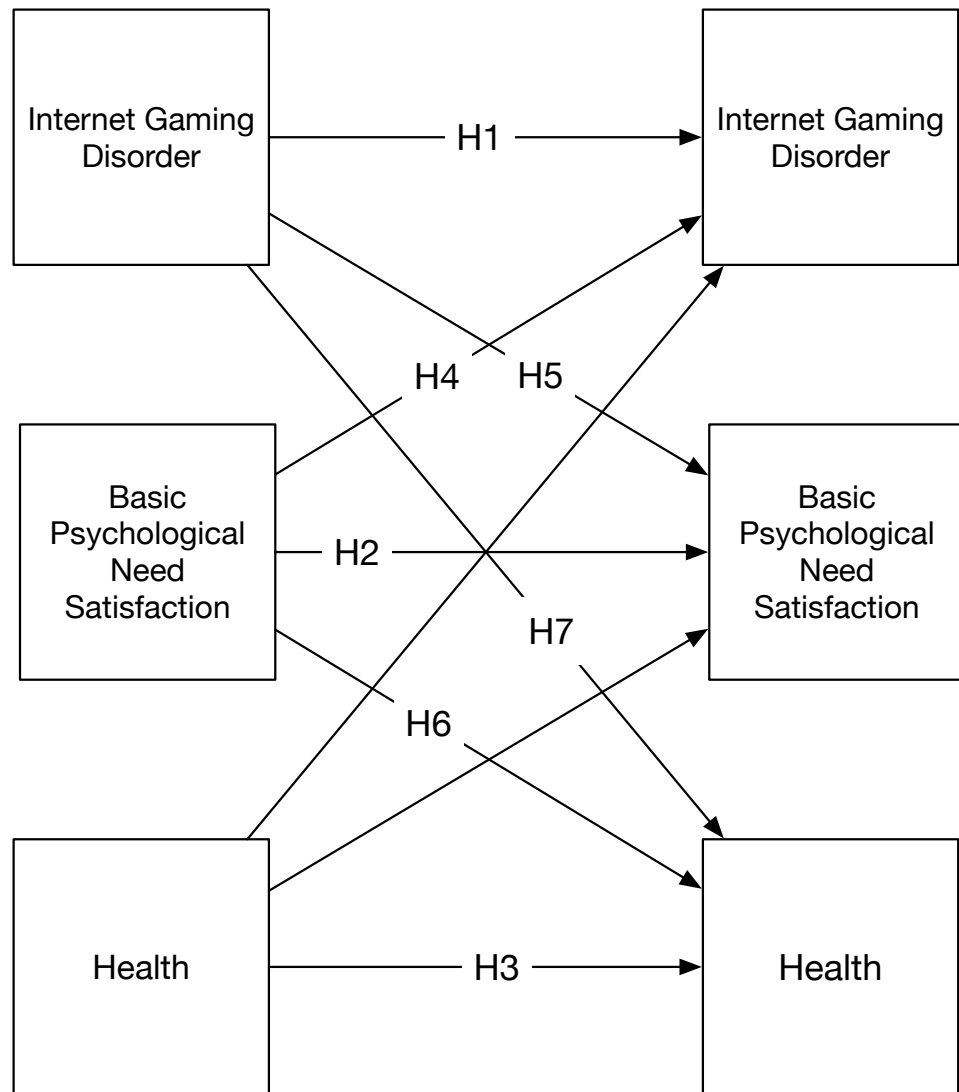 Internet Gaming
Disorder
H1
Internet Gaming
Disorder
H4
H5
Basic
Psychological
Need
Satisfaction
H2
Basic
Psychological
Need
Satisfaction
H7
H6
Health
H3
Health